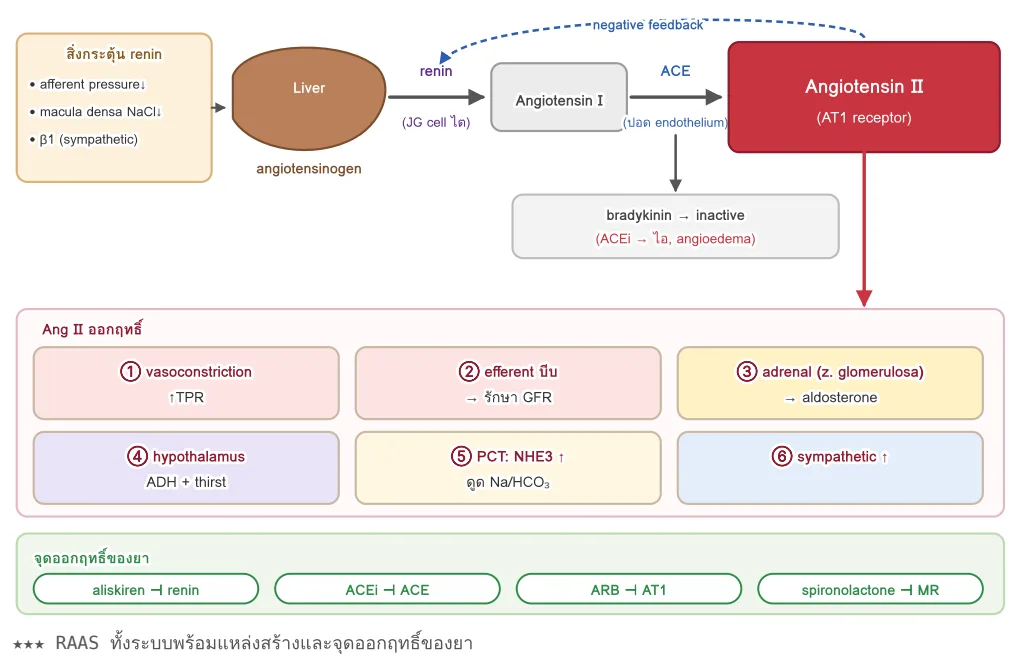 negative feedback
สิ่งกระตุ้น renin
• afferent pressure↓
• macula densa NaCl↓
• β1 (sympathetic)
Liver
angiotensinogen
renin
(JG cell ไต)
Angiotensin I
ACE
(ปอด endothelium)
Angiotensin II
(AT1 receptor)
bradykinin → inactive
(ACEi → ไอ, angioedema)
Ang II ออกฤทธิ์
① vasoconstriction
↑TPR
② efferent บีบ
→ รักษา GFR
③ adrenal (z. glomerulosa)
→ aldosterone
④ hypothalamus
ADH + thirst
⑤ PCT: NHE3 ↑
ดูด Na/HCO₃
⑥ sympathetic ↑
จุดออกฤทธิ์ของยา
aliskiren ⊣ renin
ACEi ⊣ ACE
ARB ⊣ AT1
spironolactone ⊣ MR
★★★ RAAS ทั้งระบบพร้อมแหล่งสร้างและจุดออกฤทธิ์ของยา